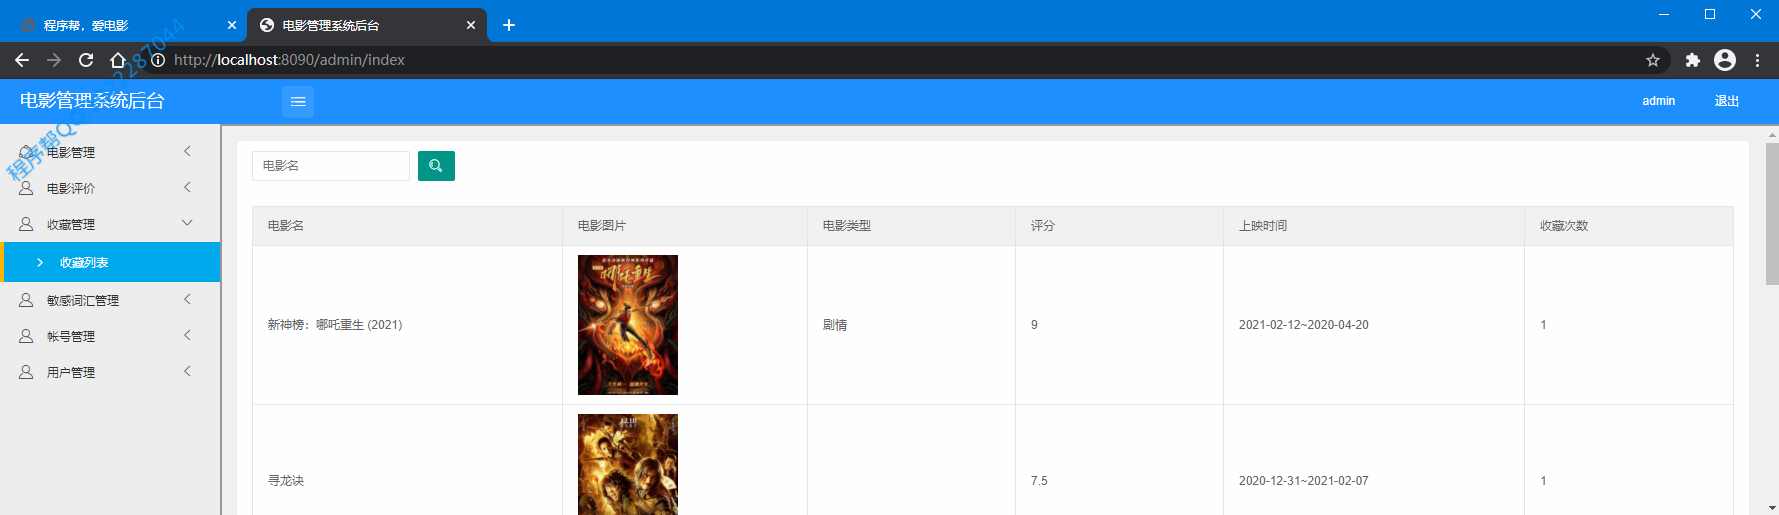 程序帮，爱电影
电影管理系统后台
http://localhost:8090/admin/index
电影管理系统后台
admin
退出
电影管理
电影评价
收藏管理
收藏列表
敏感词汇管理
帐号管理
用户管理
电影名
电影名 电影图片 电影类型 评分 上映时间 收藏次数
新神榜：哪吒重生 (2021) 剧情 9 2021-02-12~2020-04-20 1
哪吒重生
寻龙诀 7.5 2020-12-31~2021-02-07 1
12.18